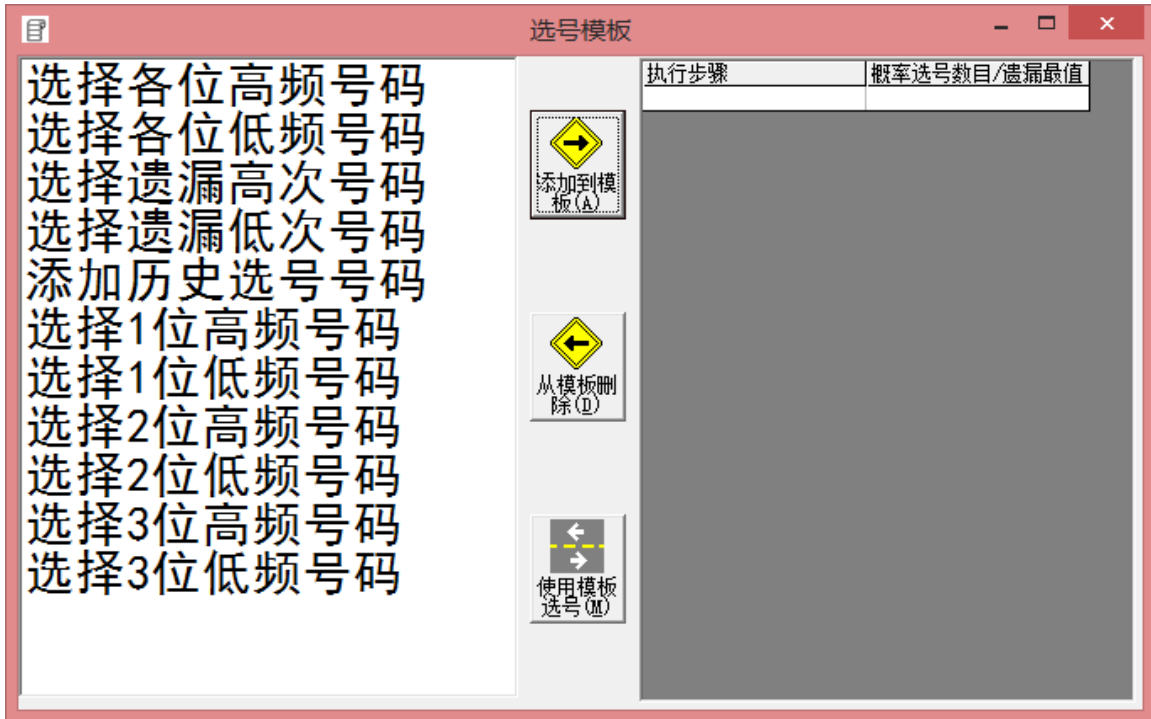 选号模板
选择各位高频号码
选择各位低频号码
选择遗漏高次号码
选择遗漏低次号码
添加历史选号号码
选择1位高频号码
选择1位低频号码
选择2位高频号码
选择2位低频号码
选择3位高频号码
选择3位低频号码
添加到模
板(A)
从模板删
除(D)
使用模板
选号(M)
执行步骤 概率选号数目/遗漏最值